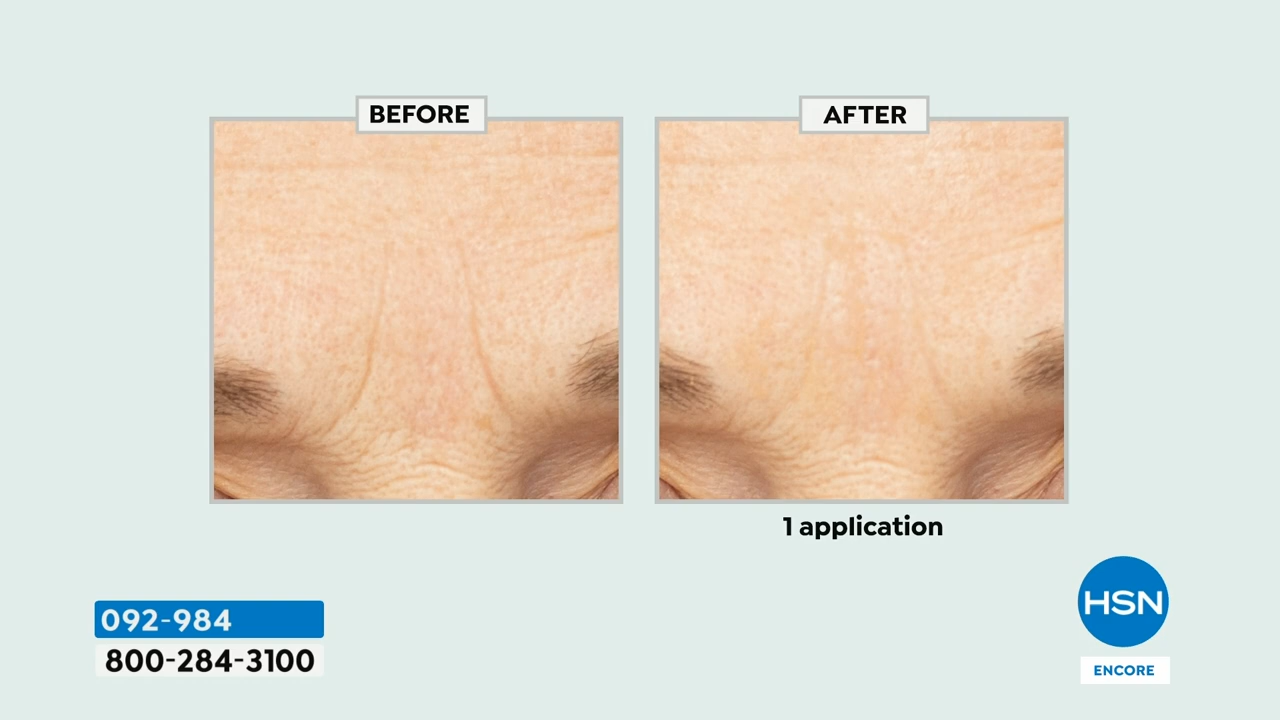 BEFORE
AFTER
1 application
092-984
800-284-3100
HSN
ENCORE